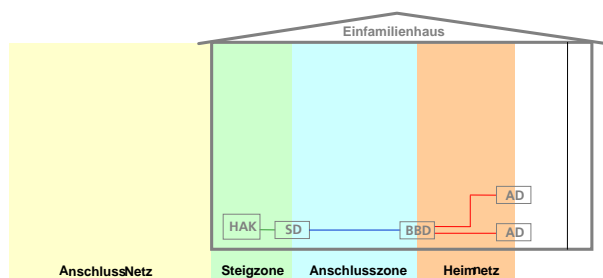 Einfamilienhaus
AD
HAK
SD
BBD
AD
AnschlussNetz
Steigzone
Anschlusszone
Heimnetz